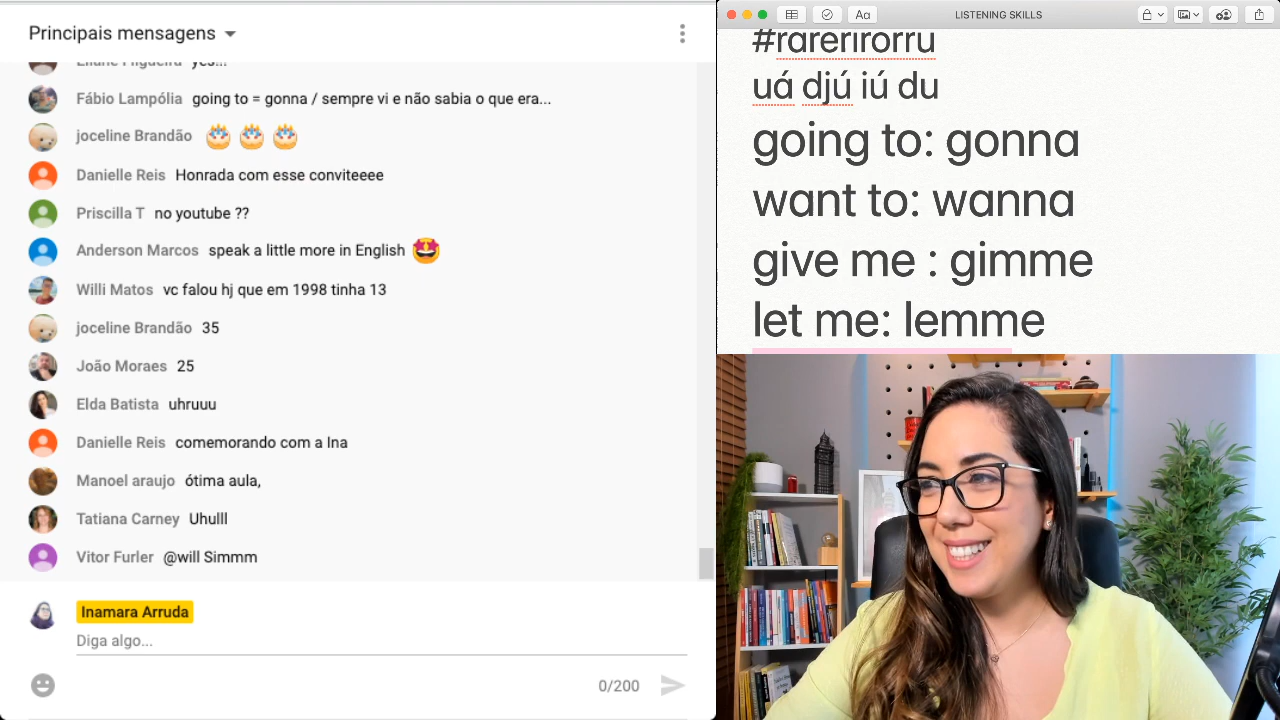 Principais mensagens
Eliane Filgueira yes...
Fábio Lampólia going to = gonna / sempre vi e não sabia o que era...
joceline Brandão
Danielle Reis Honrada com esse conviteeee
Priscilla T no youtube ??
Anderson Marcos speak a little more in English
Willi Matos vc falou hj que em 1998 tinha 13
joceline Brandão 35
João Moraes 25
Elda Batista uhruuu
Danielle Reis comemorando com a Ina
Manoel araujo ótima aula,
Tatiana Carney Uhulll
Vitor Furler @will Simmm
Inamara Arruda
Diga algo...
0/200
Aa
LISTENING SKILLS
#rarerirorru
uá djú iú du
going to: gonna
want to: wanna
give me : gimme
let me: lemme